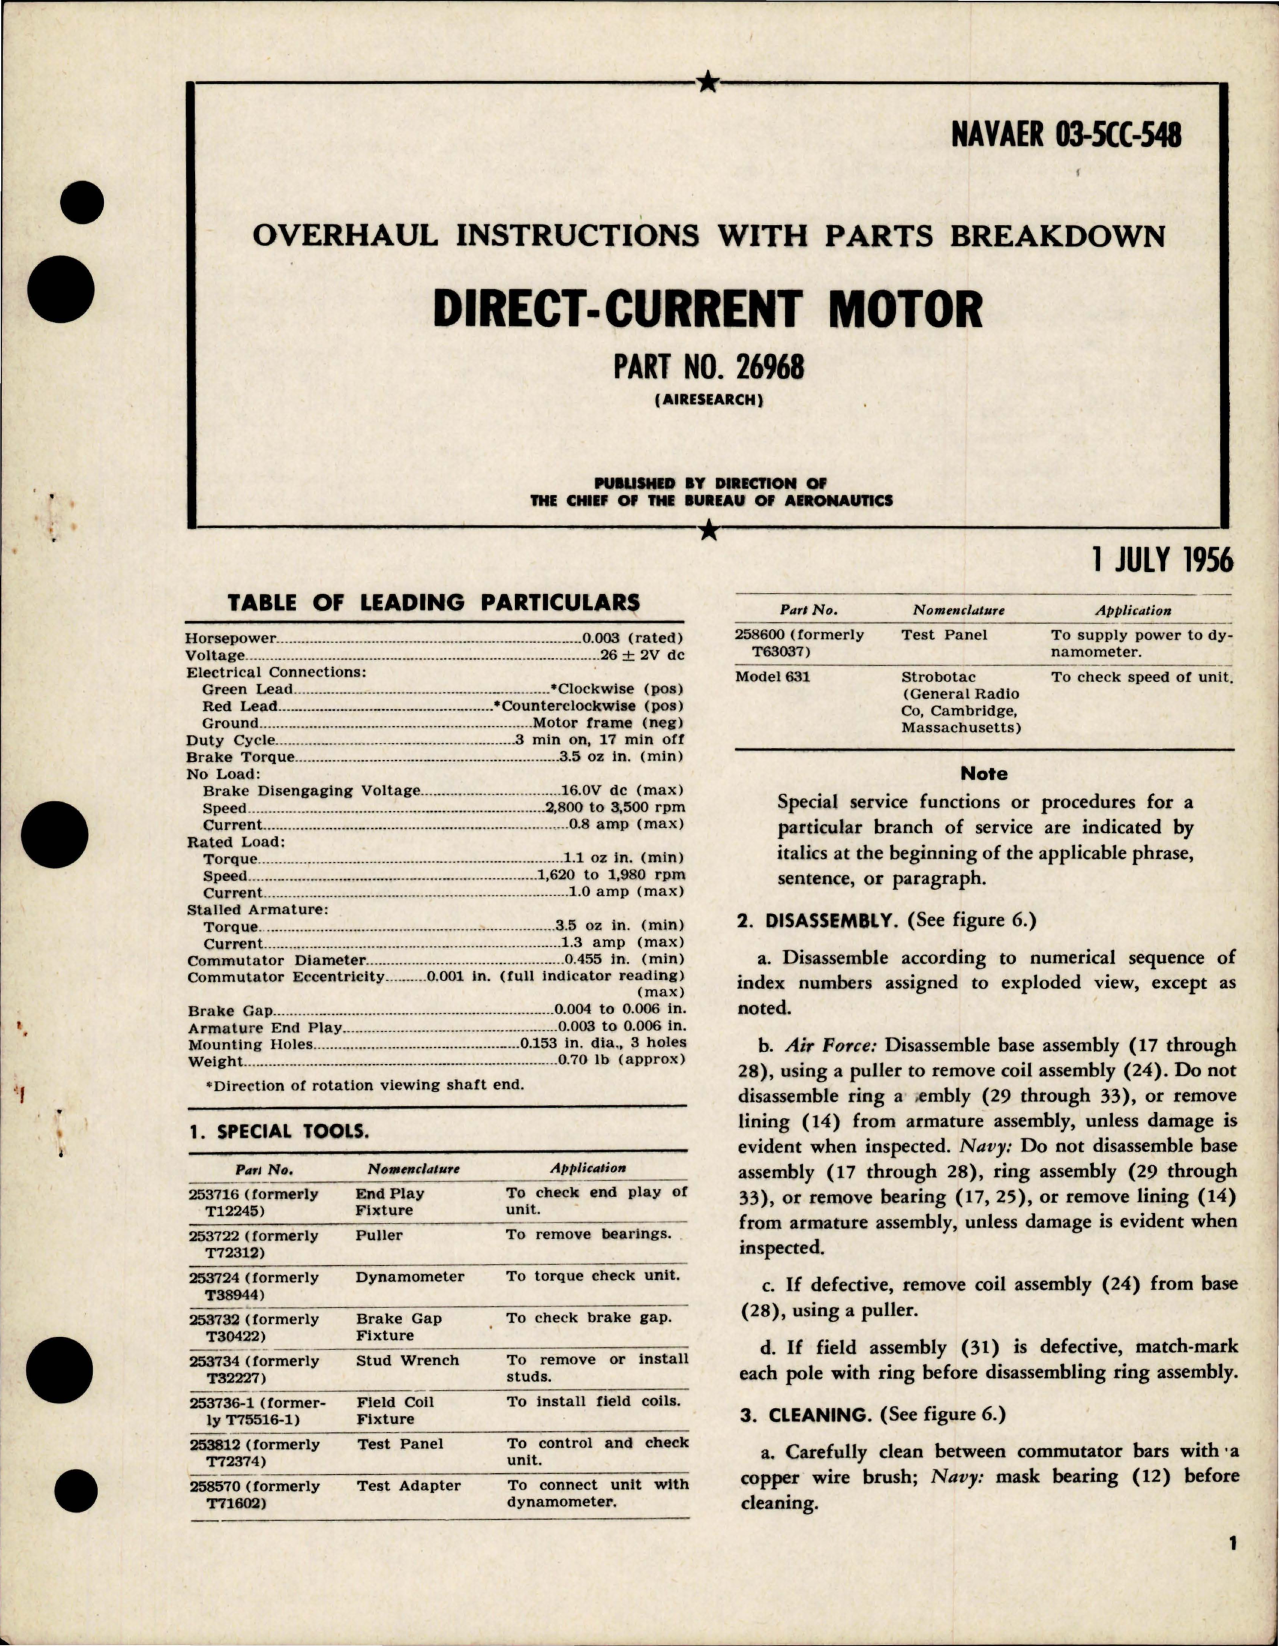 NAVAER 03-5CC-548
OVERHAUL INSTRUCTIONS WITH PARTS BREAKDOWN
DIRECT-CURRENT MOTOR
PART NO. 26968
(AIRESEARCH)
PUBLISHED BY DIRECTION OF
THE CHIEF OF THE BUREAU OF AERONAUTICS
1 JULY 1956
TABLE OF LEADING PARTICULARS
Horsepower 0.003 (rated)
Voltage 26 ± 2V dc
Electrical Connections:
Green Lead *Clockwise (pos)
Red Lead *Counterclockwise (pos)
Ground Motor frame (neg)
Duty Cycle 3 min on, 17 min off
Brake Torque 3.5 oz in. (min)
No Load:
Brake Disengaging Voltage 16.0V dc (max)
Speed 2,800 to 3,500 rpm
Current 0.8 amp (max)
Rated Load:
Torque 1.1 oz in. (min)
Speed 1,620 to 1,980 rpm
Current 1.0 amp (max)
Stalled Armature:
Torque 3.5 oz in. (min)
Current 1.3 amp (max)
Commutator Diameter 0.455 in. (min)
Commutator Eccentricity 0.001 in. (full indicator reading)
(max)
Brake Gap 0.004 to 0.006 in.
Armature End Play 0.003 to 0.006 in.
Mounting Holes 0.153 in. dia., 3 holes
Weight 0.70 lb (approx)
*Direction of rotation viewing shaft end.
1. SPECIAL TOOLS.
Part No. Nomenclature Application
253716 (formerly End Play To check end play of
T12245) Fixture unit.
253722 (formerly Puller To remove bearings.
T72312)
253724 (formerly Dynamometer To torque check unit.
T38944)
253732 (formerly Brake Gap To check brake gap.
T30422) Fixture
253734 (formerly Stud Wrench To remove or install
T32227) studs.
253736-1 (former- Field Coil To install field coils.
ly T75516-1) Fixture
253812 (formerly Test Panel To control and check
T72374) unit.
258570 (formerly Test Adapter To connect unit with
T71602) dynamometer.
Part No. Nomenclature Application
258600 (formerly Test Panel To supply power to dy-
T63037) namometer.
Model 631 Strobotac To check speed of unit.
(General Radio
Co, Cambridge,
Massachusetts)
Note
Special service functions or procedures for a
particular branch of service are indicated by
italics at the beginning of the applicable phrase,
sentence, or paragraph.
2. DISASSEMBLY. (See figure 6.)
a. Disassemble according to numerical sequence of
index numbers assigned to exploded view, except as
noted.
b. Air Force: Disassemble base assembly (17 through
28), using a puller to remove coil assembly (24). Do not
disassemble ring a embly (29 through 33), or remove
lining (14) from armature assembly, unless damage is
evident when inspected. Navy: Do not disassemble base
assembly (17 through 28), ring assembly (29 through
33), or remove bearing (17, 25), or remove lining (14)
from armature assembly, unless damage is evident when
inspected.
c. If defective, remove coil assembly (24) from base
(28), using a puller.
d. If field assembly (31) is defective, match-mark
each pole with ring before disassembling ring assembly.
3. CLEANING. (See figure 6.)
a. Carefully clean between commutator bars with a
copper wire brush; Navy: mask bearing (12) before
cleaning.
1